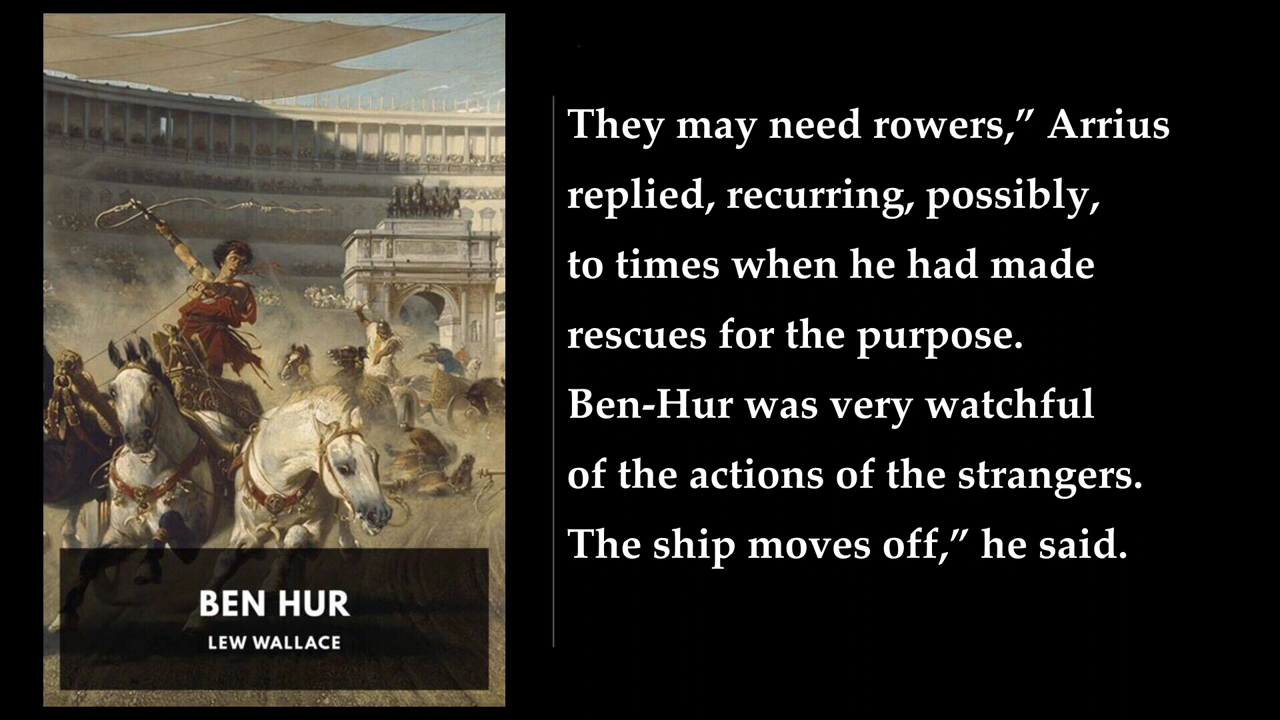 BEN HUR
LEW WALLACE
They may need rowers,” Arrius
replied, recurring, possibly,
to times when he had made
rescues for the purpose.
Ben-Hur was very watchful
of the actions of the strangers.
The ship moves off,” he said.